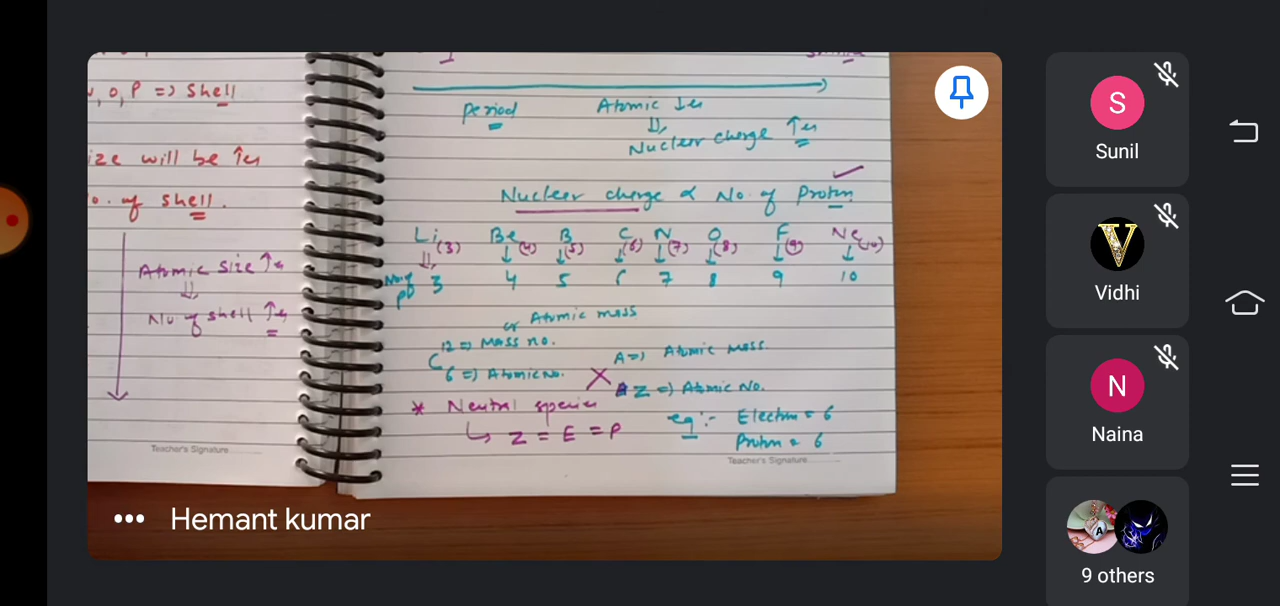 , O, P => Shell
ize will be ↑es
o. of shell.
Atomic size ↑es
⇓
No of shell ↑es
Teacher's Signature
Period
Atomic ↓es
⇓
Nuclear charge ↑es
Nuclear charge ∝ No. of Proton
Li(3) Be(4) B(5) C(6) N(7) O(8) F(9) Ne(10)
No. of 3 4 5 6 7 8 9 10
or Atomic mass
12 => Mass no.
C
6 => Atomic No.
X
A => Atomic Mass.
Z => Atomic No.
* Neutral species
↳ Z = E = P
eg:- Electron = 6
Proton = 6
Teacher's Signature
Hemant kumar
S
Sunil
V
Vidhi
N
Naina
A
9 others